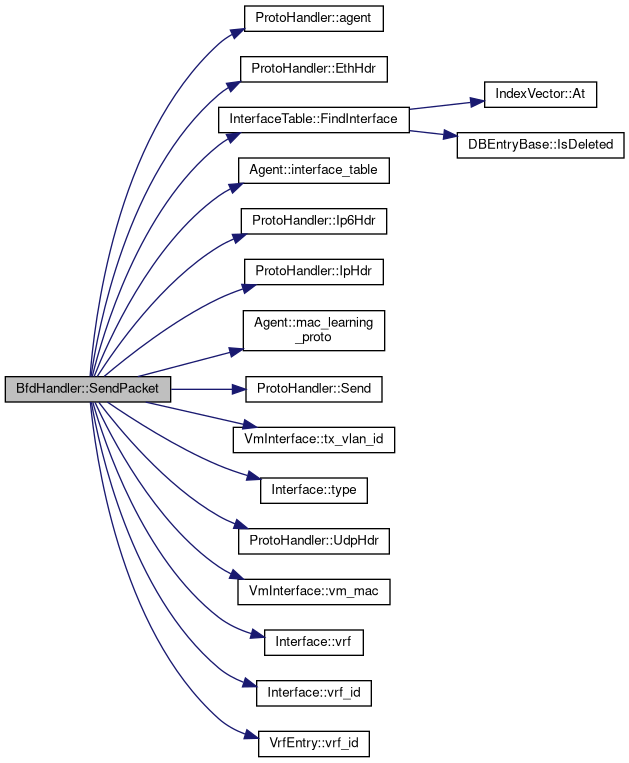 ProtoHandler::agent
ProtoHandler::EthHdr
IndexVector::At
InterfaceTable::FindInterface
DBEntryBase::IsDeleted
Agent::interface_table
ProtoHandler::Ip6Hdr
ProtoHandler::IpHdr
Agent::mac_learning
_proto
BfdHandler::SendPacket
ProtoHandler::Send
VmInterface::tx_vlan_id
Interface::type
ProtoHandler::UdpHdr
VmInterface::vm_mac
Interface::vrf
Interface::vrf_id
VrfEntry::vrf_id